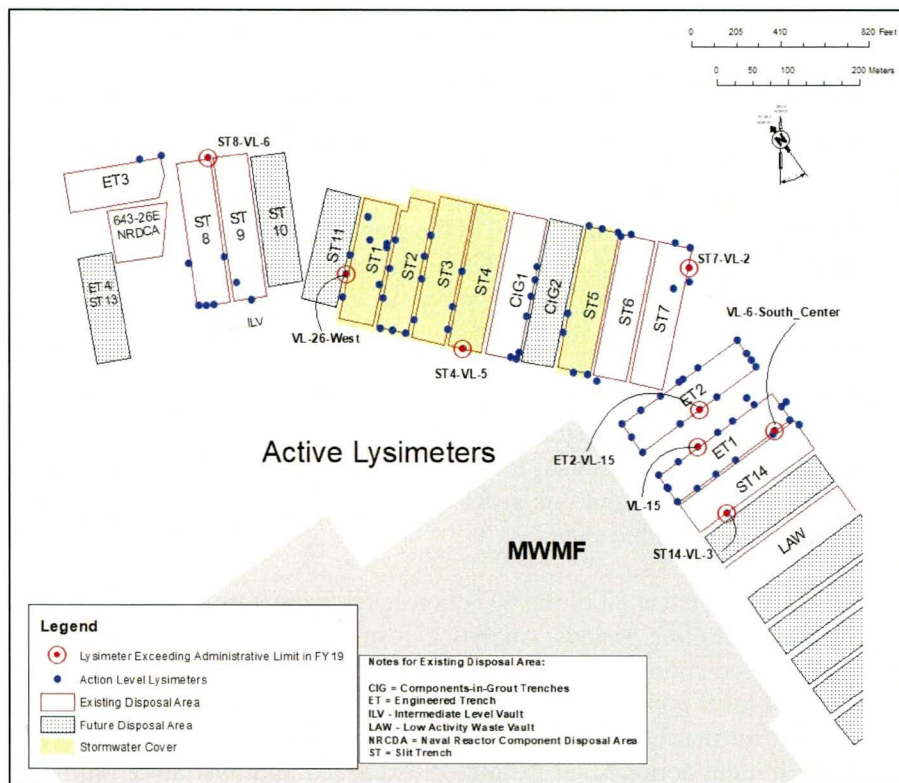 0 205 410 820 Feet
0 50 100 200 Meters
N
ST8-VL-6
ET3
643-26E
NRDCA
ST
8
ST
9
ST
10
ET4/
ST13
ILV
ST11
ST1
ST2
ST3
ST4
CIG1
CIG2
ST5
ST6
ST7
ST7-VL-2
VL-26-West
ST4-VL-5
VL-6-South_Center
ET2
ET2-VL-15
ET1
VL-15
ST14
ST14-VL-3
LAW
Active Lysimeters
MWMF
Legend
Lysimeter Exceeding Administrative Limit in FY19
Action Level Lysimeters
Existing Disposal Area
Future Disposal Area
Stormwater Cover
Notes for Existing Disposal Area:
CIG = Components-in-Grout Trenches
ET = Engineered Trench
ILV - Intermediate Level Vault
LAW - Low Activity Waste Vault
NRCDA = Naval Reactor Component Disposal Area
ST = Slit Trench